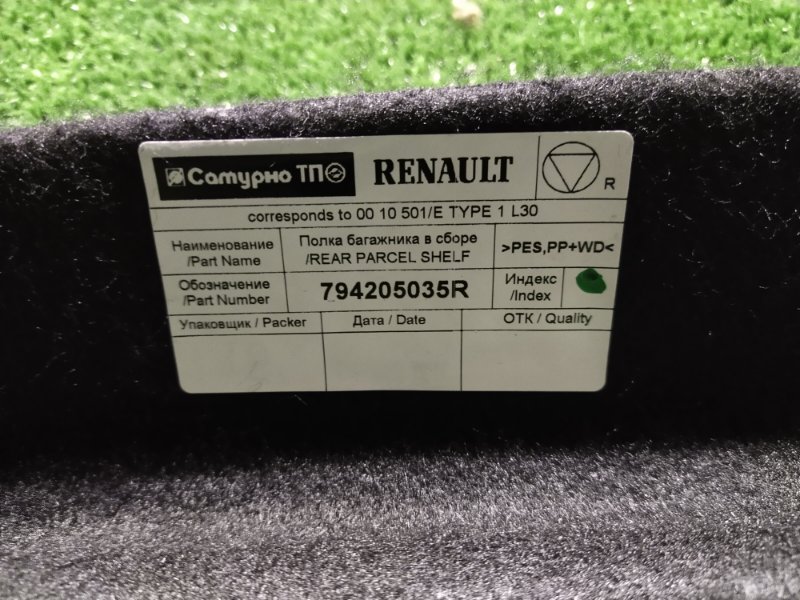 Сатурно ТП RENAULT R
corresponds to 00 10 501/E TYPE 1 L30
Наименование
/Part Name
Полка багажника в сборе
/REAR PARCEL SHELF
>PES,PP+WD<
Обозначение
/Part Number
794205035R
Индекс
/Index
Упаковщик / Packer Дата / Date ОТК / Quality